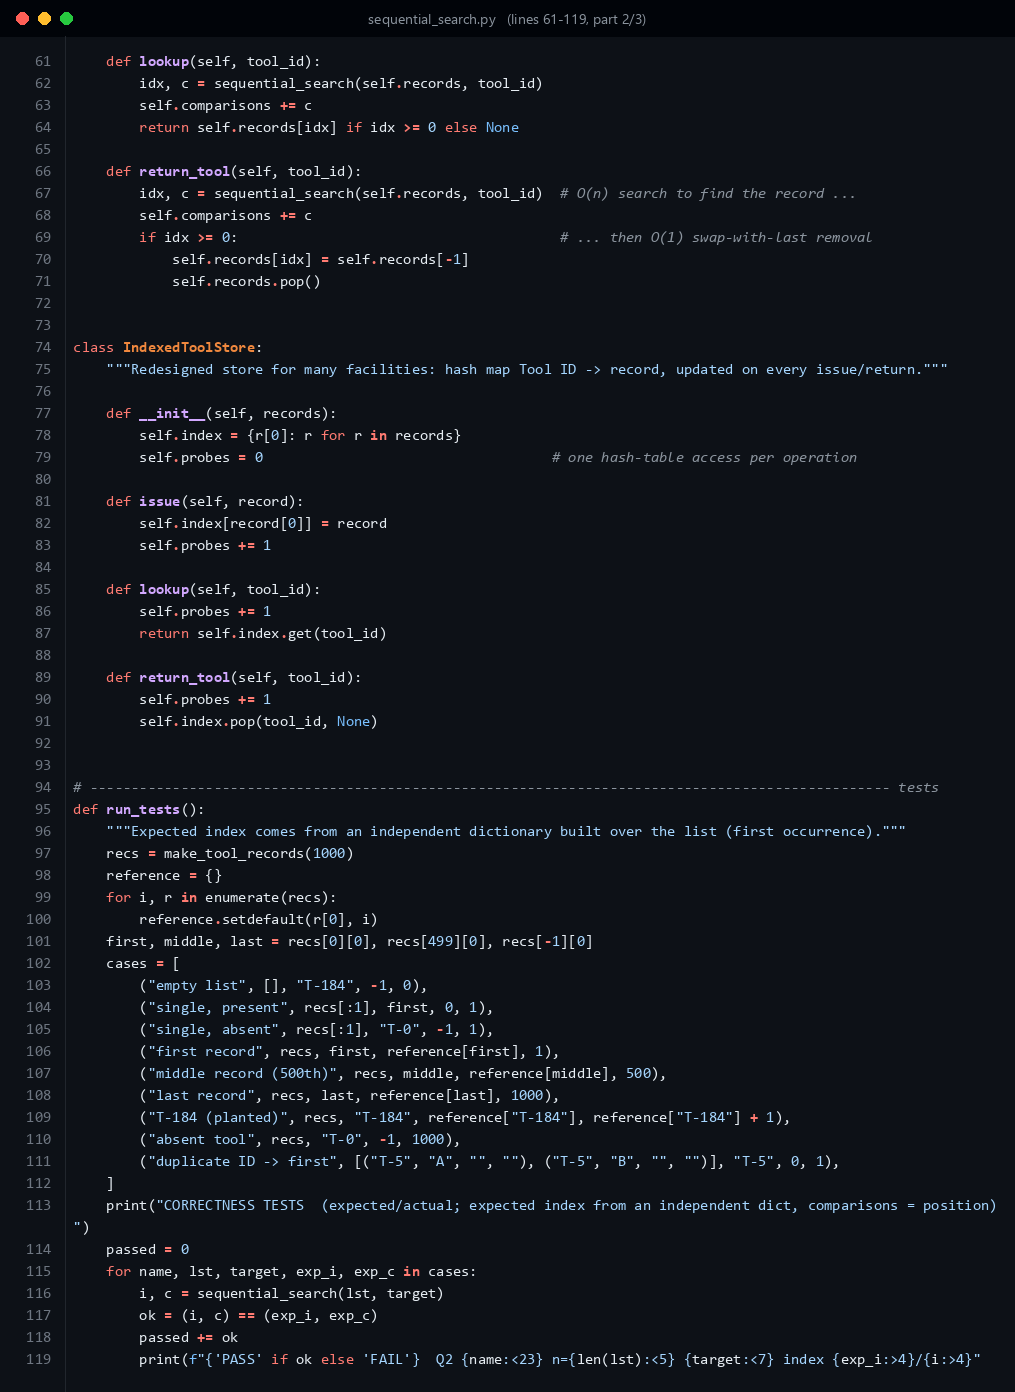 sequential_search.py   (lines 61-119, part 2/3)
61     def lookup(self, tool_id):
62         idx, c = sequential_search(self.records, tool_id)
63         self.comparisons += c
64         return self.records[idx] if idx >= 0 else None
65
66     def return_tool(self, tool_id):
67         idx, c = sequential_search(self.records, tool_id)  # O(n) search to find the record ...
68         self.comparisons += c
69         if idx >= 0:                                       # ... then O(1) swap-with-last removal
70             self.records[idx] = self.records[-1]
71             self.records.pop()
72
73
74 class IndexedToolStore:
75     """Redesigned store for many facilities: hash map Tool ID -> record, updated on every issue/return."""
76
77     def __init__(self, records):
78         self.index = {r[0]: r for r in records}
79         self.probes = 0                                   # one hash-table access per operation
80
81     def issue(self, record):
82         self.index[record[0]] = record
83         self.probes += 1
84
85     def lookup(self, tool_id):
86         self.probes += 1
87         return self.index.get(tool_id)
88
89     def return_tool(self, tool_id):
90         self.probes += 1
91         self.index.pop(tool_id, None)
92
93
94 # ------------------------------------------------------------------------------------------------- tests
95 def run_tests():
96     """Expected index comes from an independent dictionary built over the list (first occurrence)."""
97     recs = make_tool_records(1000)
98     reference = {}
99     for i, r in enumerate(recs):
100         reference.setdefault(r[0], i)
101     first, middle, last = recs[0][0], recs[499][0], recs[-1][0]
102     cases = [
103         ("empty list", [], "T-184", -1, 0),
104         ("single, present", recs[:1], first, 0, 1),
105         ("single, absent", recs[:1], "T-0", -1, 1),
106         ("first record", recs, first, reference[first], 1),
107         ("middle record (500th)", recs, middle, reference[middle], 500),
108         ("last record", recs, last, reference[last], 1000),
109         ("T-184 (planted)", recs, "T-184", reference["T-184"], reference["T-184"] + 1),
110         ("absent tool", recs, "T-0", -1, 1000),
111         ("duplicate ID -> first", [("T-5", "A", "", ""), ("T-5", "B", "", "")], "T-5", 0, 1),
112     ]
113     print("CORRECTNESS TESTS  (expected/actual; expected index from an independent dict, comparisons = position)
")
114     passed = 0
115     for name, lst, target, exp_i, exp_c in cases:
116         i, c = sequential_search(lst, target)
117         ok = (i, c) == (exp_i, exp_c)
118         passed += ok
119         print(f"{'PASS' if ok else 'FAIL'}  Q2 {name:<23} n={len(lst):<5} {target:<7} index {exp_i:>4}/{i:>4}"